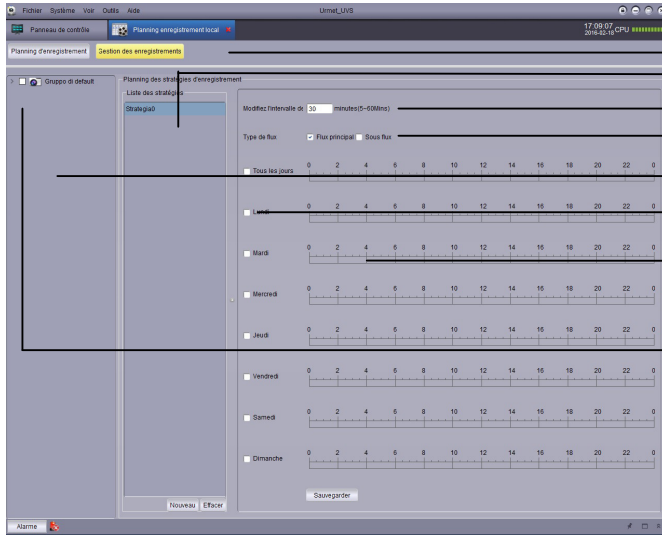 Fichier Système Voir Outils Aide Urmet_UVS
Panneau de contrôle Planning enregistrement local 17:09:07 2016-02-18 CPU
Planning d'enregistrement Gestion des enregistrements
Gruppo di default
Planning des stratégies d'enregistrement
Liste des stratégies
Strategia0
Modifiez l'intervalle de 30 minutes(5~60Mins)
Type de flux Flux principal Sous flux
Tous les jours 0 2 4 6 8 10 12 14 16 18 20 22 0
Lundi 0 2 4 6 8 10 12 14 16 18 20 22 0
Mardi 0 2 4 6 8 10 12 14 16 18 20 22 0
Mercredi 0 2 4 6 8 10 12 14 16 18 20 22 0
Jeudi 0 2 4 6 8 10 12 14 16 18 20 22 0
Vendredi 0 2 4 6 8 10 12 14 16 18 20 22 0
Samedi 0 2 4 6 8 10 12 14 16 18 20 22 0
Dimanche 0 2 4 6 8 10 12 14 16 18 20 22 0
Sauvegarder
Nouveau Effacer
Alarme